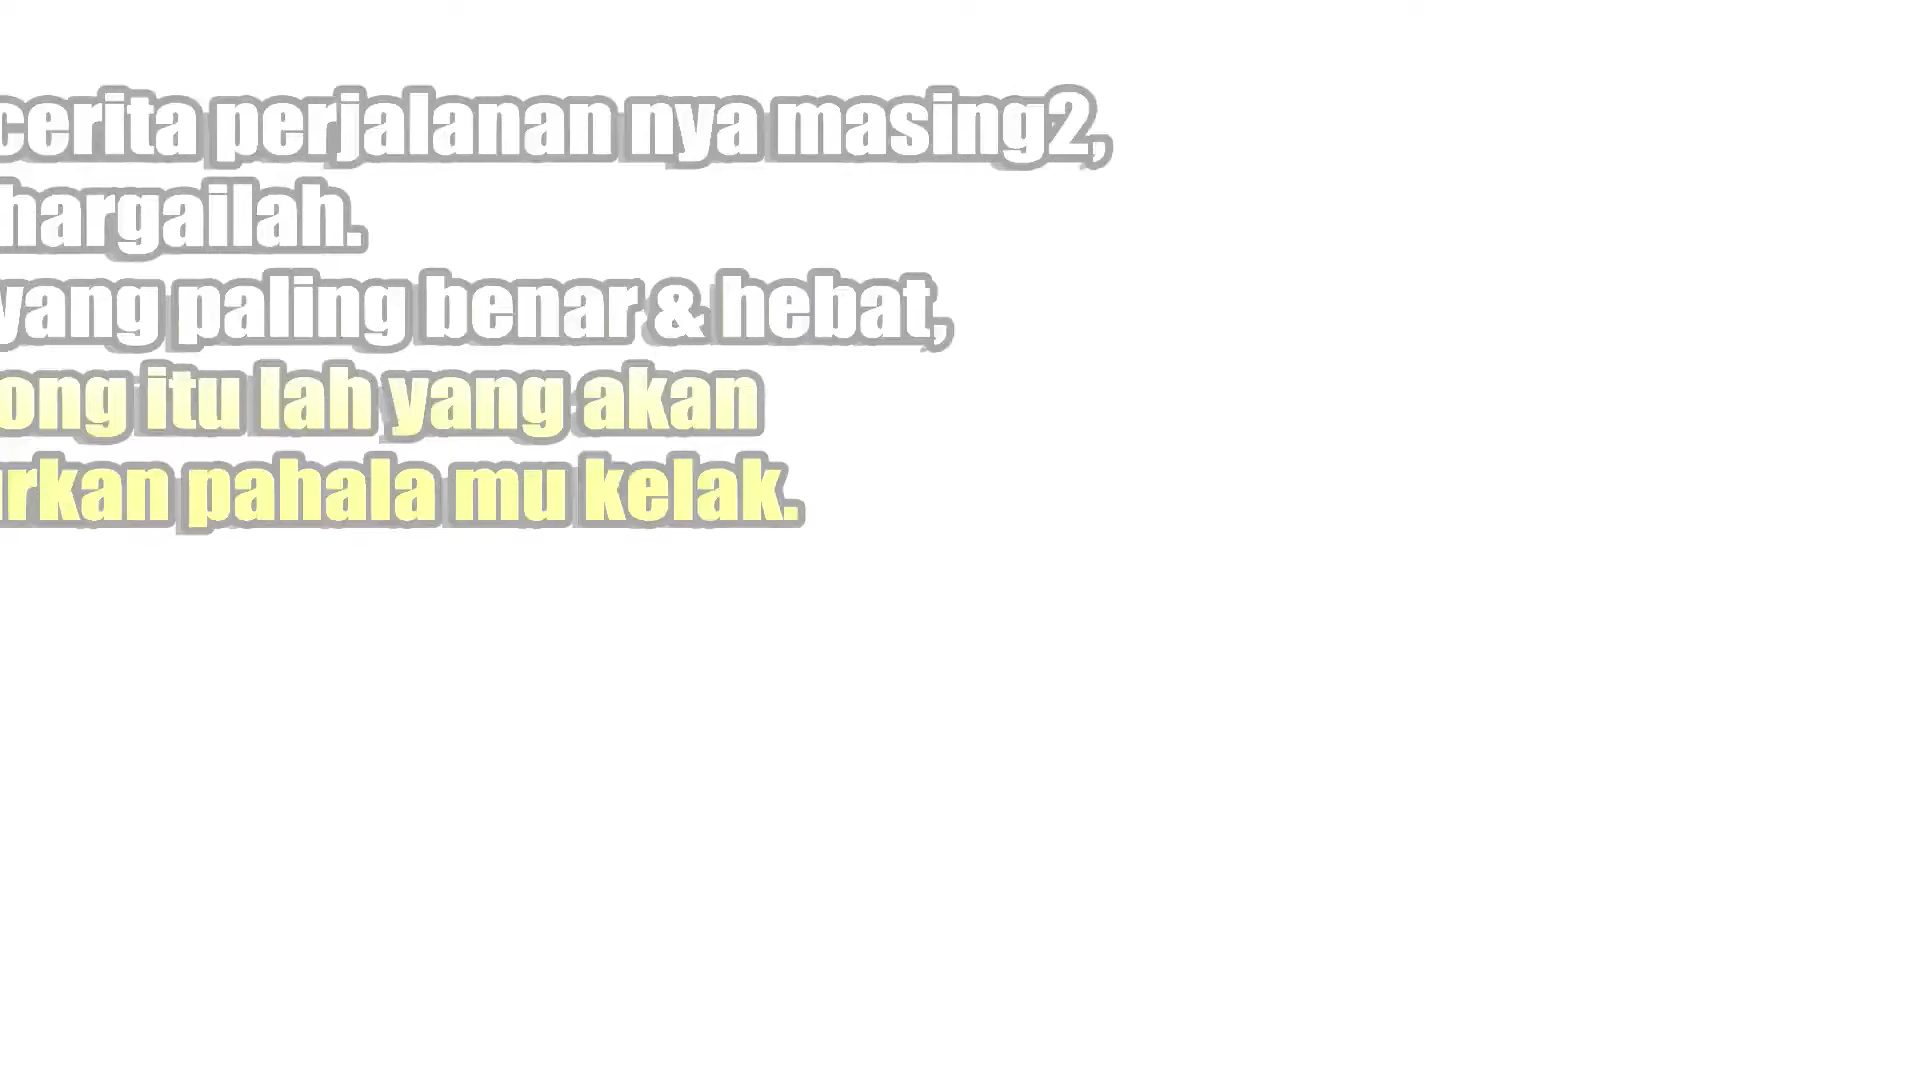 cerita perjalanan nya masing2,
hargailah.
yang paling benar & hebat,
ong itu lah yang akan
rkan pahala mu kelak.